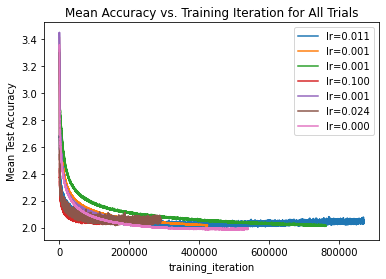 Mean Accuracy vs. Training Iteration for All Trials
lr=0.011
lr=0.001
lr=0.001
lr=0.100
lr=0.001
lr=0.024
lr=0.000
Mean Test Accuracy
3.4
3.2
3.0
2.8
2.6
2.4
2.2
2.0
0 200000 400000 600000 800000
training_iteration